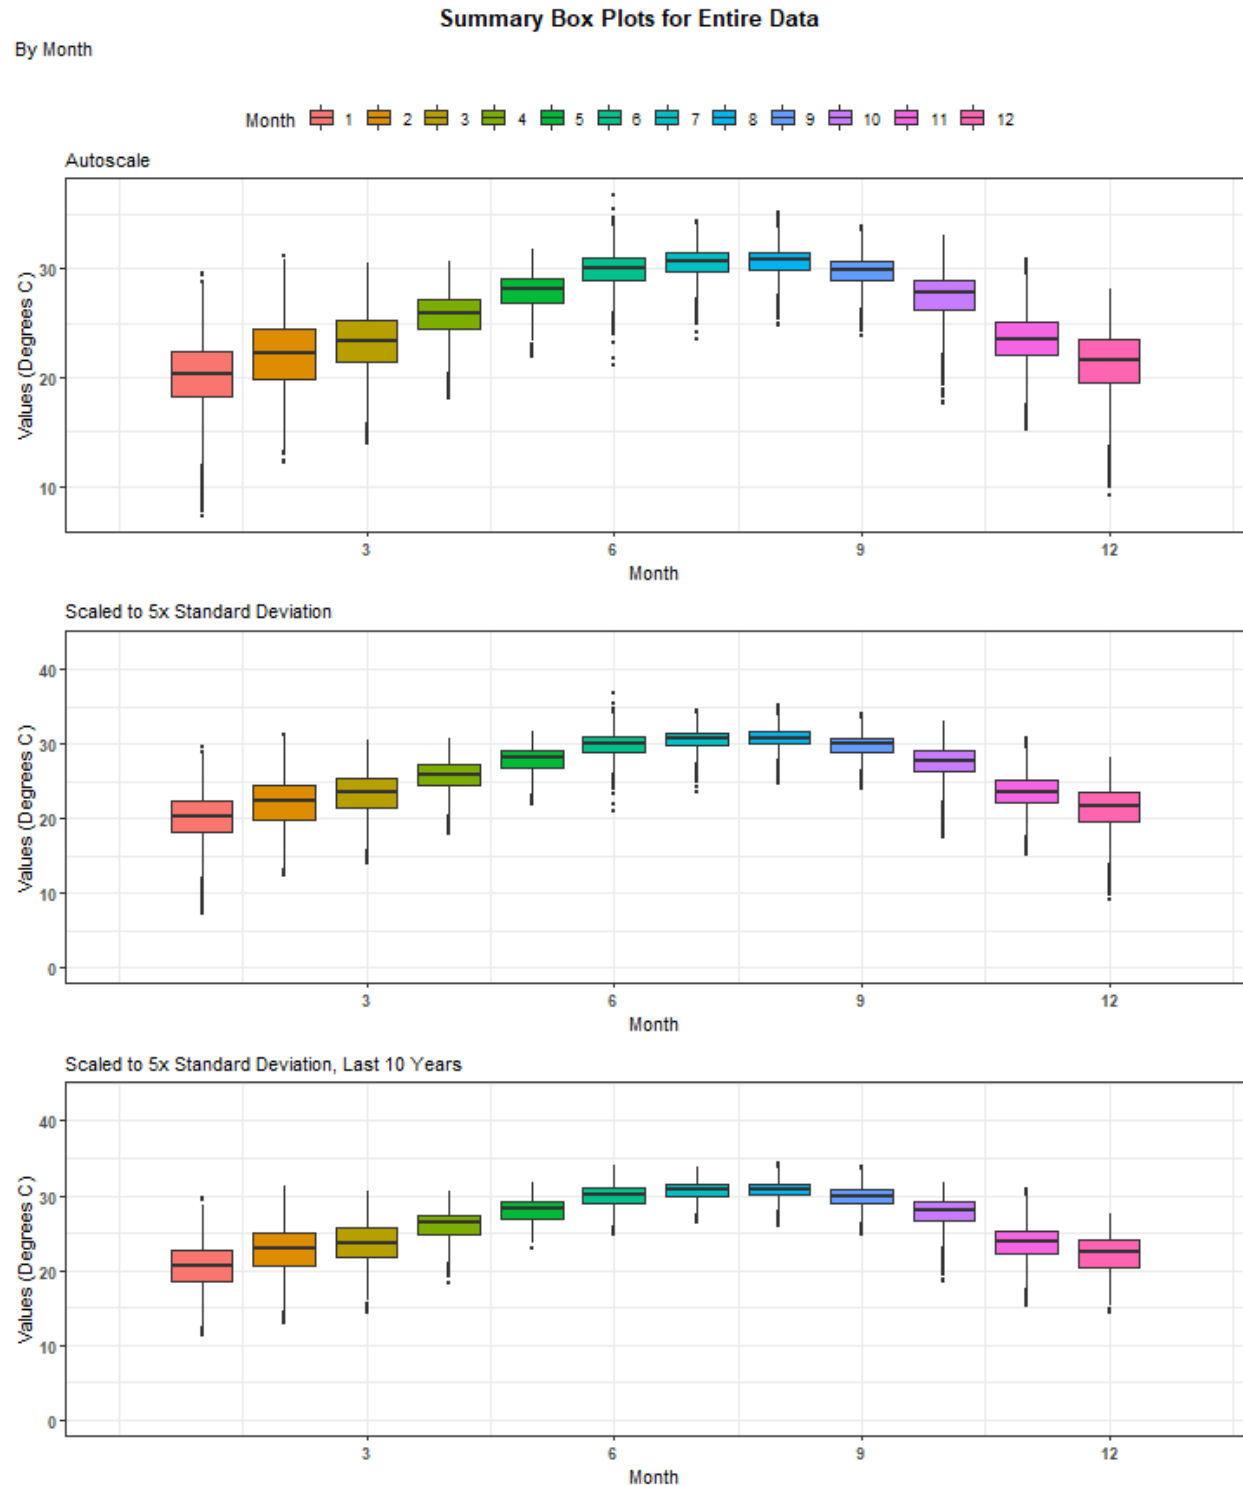 Summary Box Plots for Entire Data
By Month
Month 1 2 3 4 5 6 7 8 9 10 11 12
Autoscale
Values (Degrees C)
30
20
10
3 6 9 12
Month
Scaled to 5x Standard Deviation
Values (Degrees C)
40
30
20
10
0
3 6 9 12
Month
Scaled to 5x Standard Deviation, Last 10 Years
Values (Degrees C)
40
30
20
10
0
3 6 9 12
Month